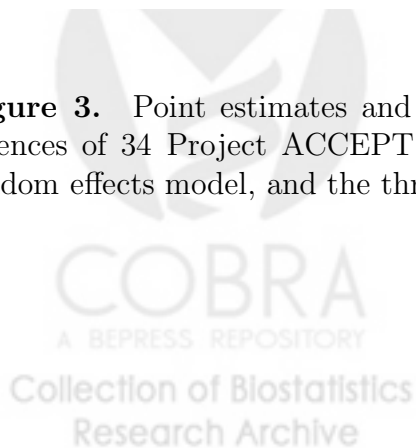 gure 3. Point estimates and
ences of 34 Project ACCEPT
dom effects model, and the thr
COBRA
A BEPRESS REPOSITORY
Collection of Biostatistics
Research Archive